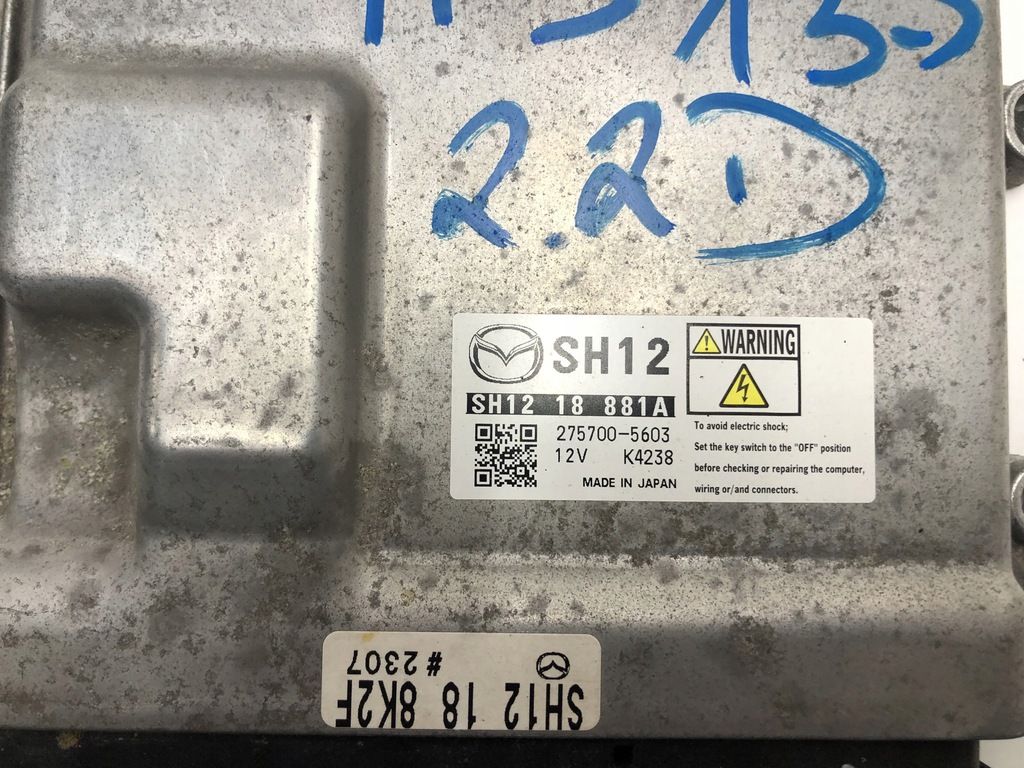 2.2D
SH12
SH12 18 881A
275700-5603
12V K4238
MADE IN JAPAN
WARNING
To avoid electric shock;
Set the key switch to the "OFF" position
before checking or repairing the computer,
wiring or/and connectors.
SH12 18 8K2F
#2307